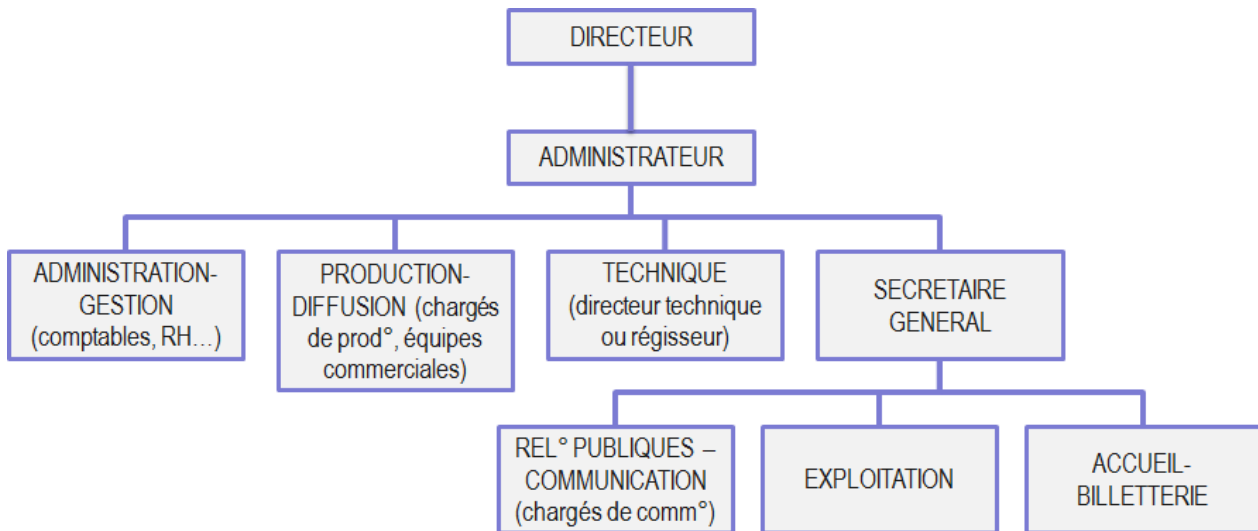 DIRECTEUR
ADMINISTRATEUR
ADMINISTRATION-
GESTION
(comptables, RH…)
PRODUCTION-
DIFFUSION (chargés
de prod°, équipes
commerciales)
TECHNIQUE
(directeur technique
ou régisseur)
SECRETAIRE
GENERAL
REL° PUBLIQUES –
COMMUNICATION
(chargés de comm°)
EXPLOITATION
ACCUEIL-
BILLETTERIE